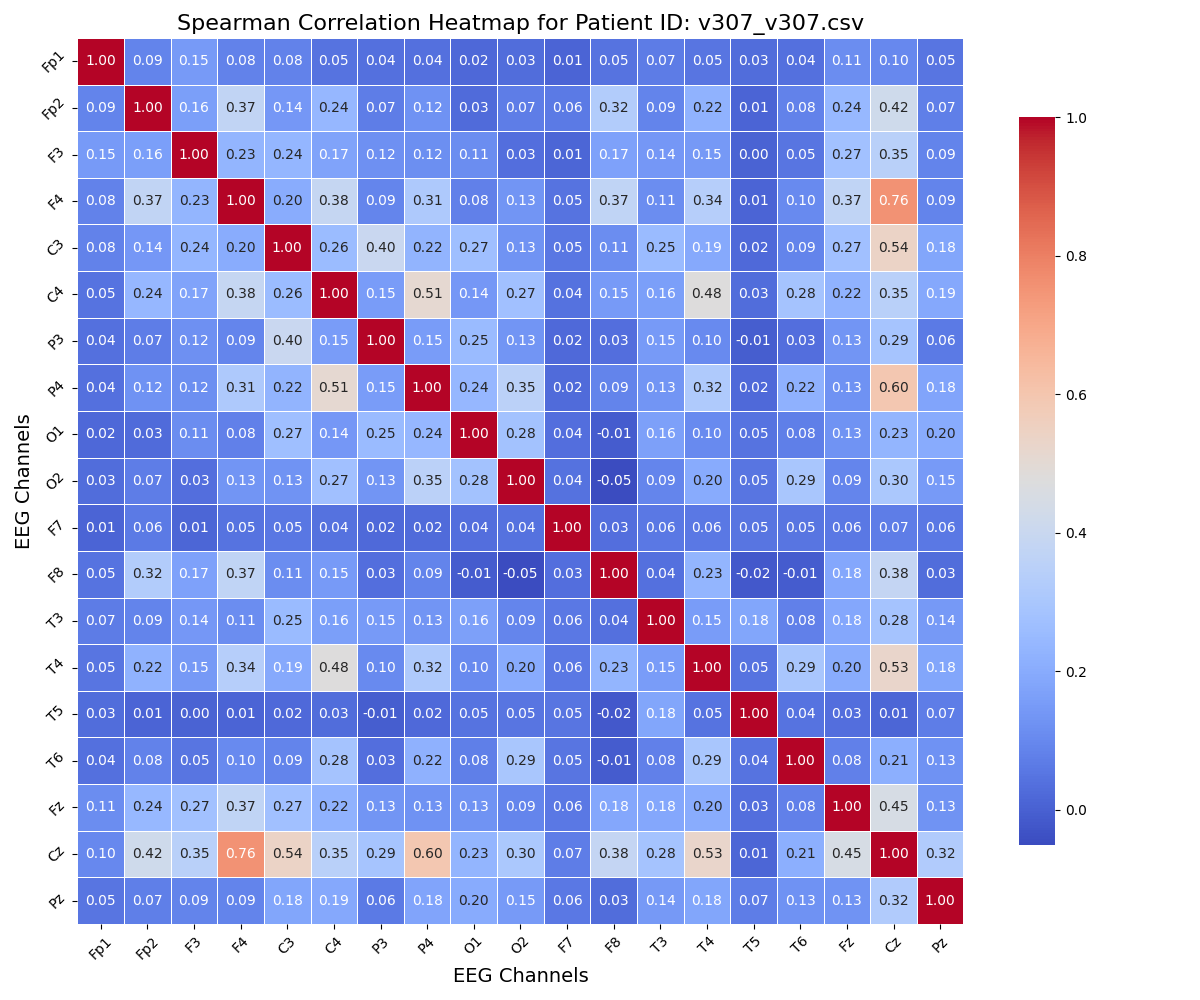 Spearman Correlation Heatmap for Patient ID: v307_v307.csv
EEG Channels
Fp1 1.00 0.09 0.15 0.08 0.08 0.05 0.04 0.04 0.02 0.03 0.01 0.05 0.07 0.05 0.03 0.04 0.11 0.10 0.05
Fp2 0.09 1.00 0.16 0.37 0.14 0.24 0.07 0.12 0.03 0.07 0.06 0.32 0.09 0.22 0.01 0.08 0.24 0.42 0.07
F3 0.15 0.16 1.00 0.23 0.24 0.17 0.12 0.12 0.11 0.03 0.01 0.17 0.14 0.15 0.00 0.05 0.27 0.35 0.09
F4 0.08 0.37 0.23 1.00 0.20 0.38 0.09 0.31 0.08 0.13 0.05 0.37 0.11 0.34 0.01 0.10 0.37 0.76 0.09
C3 0.08 0.14 0.24 0.20 1.00 0.26 0.40 0.22 0.27 0.13 0.05 0.11 0.25 0.19 0.02 0.09 0.27 0.54 0.18
C4 0.05 0.24 0.17 0.38 0.26 1.00 0.15 0.51 0.14 0.27 0.04 0.15 0.16 0.48 0.03 0.28 0.22 0.35 0.19
P3 0.04 0.07 0.12 0.09 0.40 0.15 1.00 0.15 0.25 0.13 0.02 0.03 0.15 0.10 -0.01 0.03 0.13 0.29 0.06
P4 0.04 0.12 0.12 0.31 0.22 0.51 0.15 1.00 0.24 0.35 0.02 0.09 0.13 0.32 0.02 0.22 0.13 0.60 0.18
O1 0.02 0.03 0.11 0.08 0.27 0.14 0.25 0.24 1.00 0.28 0.04 -0.01 0.16 0.10 0.05 0.08 0.13 0.23 0.20
O2 0.03 0.07 0.03 0.13 0.13 0.27 0.13 0.35 0.28 1.00 0.04 -0.05 0.09 0.20 0.05 0.29 0.09 0.30 0.15
F7 0.01 0.06 0.01 0.05 0.05 0.04 0.02 0.02 0.04 0.04 1.00 0.03 0.06 0.06 0.05 0.05 0.06 0.07 0.06
F8 0.05 0.32 0.17 0.37 0.11 0.15 0.03 0.09 -0.01 -0.05 0.03 1.00 0.04 0.23 -0.02 -0.01 0.18 0.38 0.03
T3 0.07 0.09 0.14 0.11 0.25 0.16 0.15 0.13 0.16 0.09 0.06 0.04 1.00 0.15 0.18 0.08 0.18 0.28 0.14
T4 0.05 0.22 0.15 0.34 0.19 0.48 0.10 0.32 0.10 0.20 0.06 0.23 0.15 1.00 0.05 0.29 0.20 0.53 0.18
T5 0.03 0.01 0.00 0.01 0.02 0.03 -0.01 0.02 0.05 0.05 0.05 -0.02 0.18 0.05 1.00 0.04 0.03 0.01 0.07
T6 0.04 0.08 0.05 0.10 0.09 0.28 0.03 0.22 0.08 0.29 0.05 -0.01 0.08 0.29 0.04 1.00 0.08 0.21 0.13
Fz 0.11 0.24 0.27 0.37 0.27 0.22 0.13 0.13 0.13 0.09 0.06 0.18 0.18 0.20 0.03 0.08 1.00 0.45 0.13
Cz 0.10 0.42 0.35 0.76 0.54 0.35 0.29 0.60 0.23 0.30 0.07 0.38 0.28 0.53 0.01 0.21 0.45 1.00 0.32
Pz 0.05 0.07 0.09 0.09 0.18 0.19 0.06 0.18 0.20 0.15 0.06 0.03 0.14 0.18 0.07 0.13 0.13 0.32 1.00
Fp1 Fp2 F3 F4 C3 C4 P3 P4 O1 O2 F7 F8 T3 T4 T5 T6 Fz Cz Pz
EEG Channels
1.0
0.8
0.6
0.4
0.2
0.0